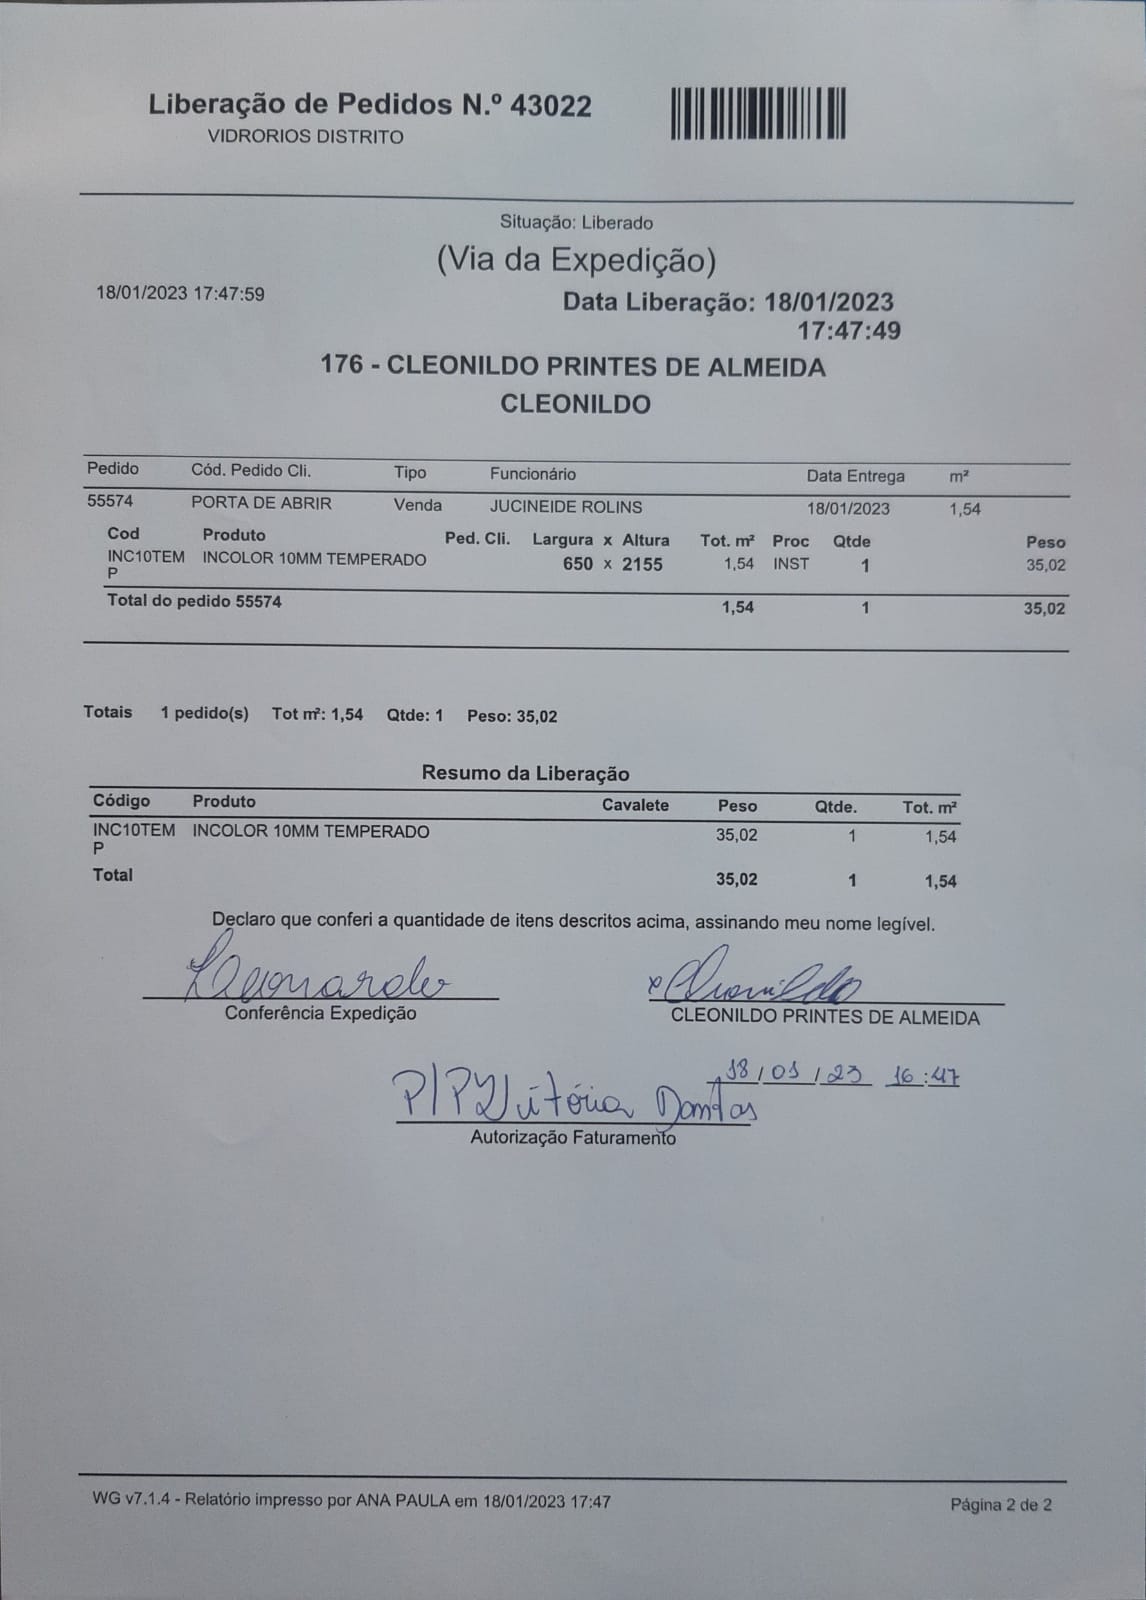 Liberação de Pedidos N.º 43022
VIDRORIOS DISTRITO
Situação: Liberado
(Via da Expedição)
18/01/2023 17:47:59
Data Liberação: 18/01/2023
17:47:49
176 - CLEONILDO PRINTES DE ALMEIDA
CLEONILDO
Pedido Cód. Pedido Cli. Tipo Funcionário Data Entrega m²
55574 PORTA DE ABRIR Venda JUCINEIDE ROLINS 18/01/2023 1,54
Cod Produto Ped. Cli. Largura x Altura Tot. m² Proc Qtde Peso
INC10TEM INCOLOR 10MM TEMPERADO 650 x 2155 1,54 INST 1 35,02
P
Total do pedido 55574 1,54 1 35,02
Totais 1 pedido(s) Tot m²: 1,54 Qtde: 1 Peso: 35,02
Resumo da Liberação
Código Produto Cavalete Peso Qtde. Tot. m²
INC10TEM INCOLOR 10MM TEMPERADO 35,02 1 1,54
P
Total 35,02 1 1,54
Declaro que conferi a quantidade de itens descritos acima, assinando meu nome legível.
Leonardo x Cleonildo
Conferência Expedição CLEONILDO PRINTES DE ALMEIDA
18/01/23 16:47
P/P Vitória Dantas
Autorização Faturamento
WG v7.1.4 - Relatório impresso por ANA PAULA em 18/01/2023 17:47
Página 2 de 2